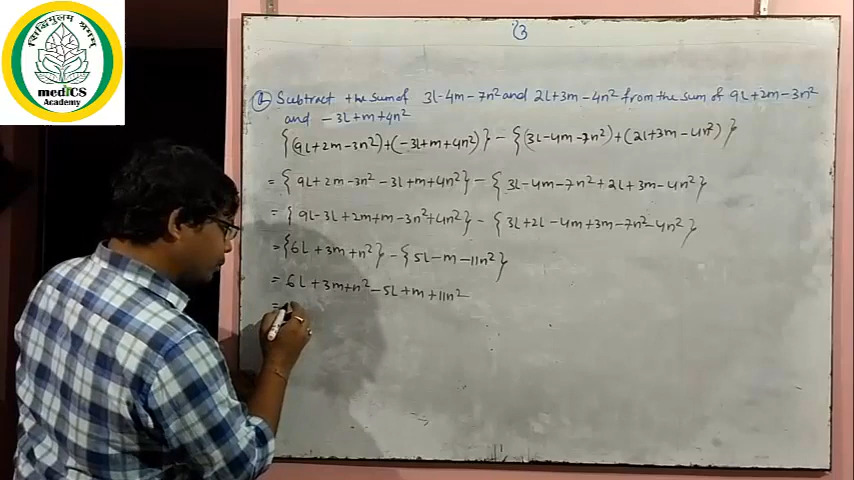 सिद्धिमूलम् श्रमणम्
mediCS
Academy
3
Q. Subtract the sum of 3l-4m-7n² and 2l+3m-4n² from the sum of 9l+2m-3n²
and -3l+m+4n²
{(9l+2m-3n²)+(-3l+m+4n²)} - {(3l-4m-7n²)+(2l+3m-4n²)}
= {9l+2m-3n²-3l+m+4n²} - {3l-4m-7n²+2l+3m-4n²}
= {9l-3l+2m+m-3n²+4n²} - {3l+2l-4m+3m-7n²-4n²}
= {6l+3m+n²} - {5l-m-11n²}
= 6l+3m+n²-5l+m+11n²
=